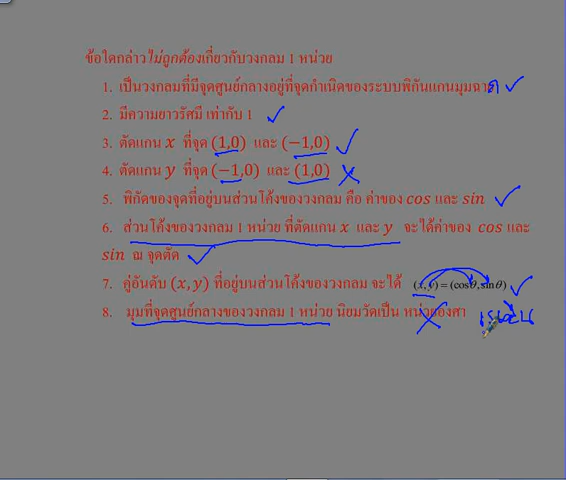 ข้อใดกล่าวไม่ถูกต้องเกี่ยวกับวงกลม 1 หน่วย
1. เป็นวงกลมที่มีจุดศูนย์กลางอยู่ที่จุดกำเนิดของระบบพิกัดแกนมุมฉาก
2. มีความยาวรัศมี เท่ากับ 1
3. ตัดแกน x ที่จุด (1,0) และ (−1,0)
4. ตัดแกน y ที่จุด (−1,0) และ (1,0)
5. พิกัดของจุดที่อยู่บนส่วนโค้งของวงกลม คือ ค่าของ cos และ sin
6. ส่วนโค้งของวงกลม 1 หน่วย ที่ตัดแกน x และ y จะได้ค่าของ cos และ
sin ณ จุดตัด
7. คู่อันดับ (x, y) ที่อยู่บนส่วนโค้งของวงกลม จะได้ (x, y) = (cosθ, sinθ)
8. มุมที่จุดศูนย์กลางของวงกลม 1 หน่วย นิยมวัดเป็น หน่วยองศา เรเดียน